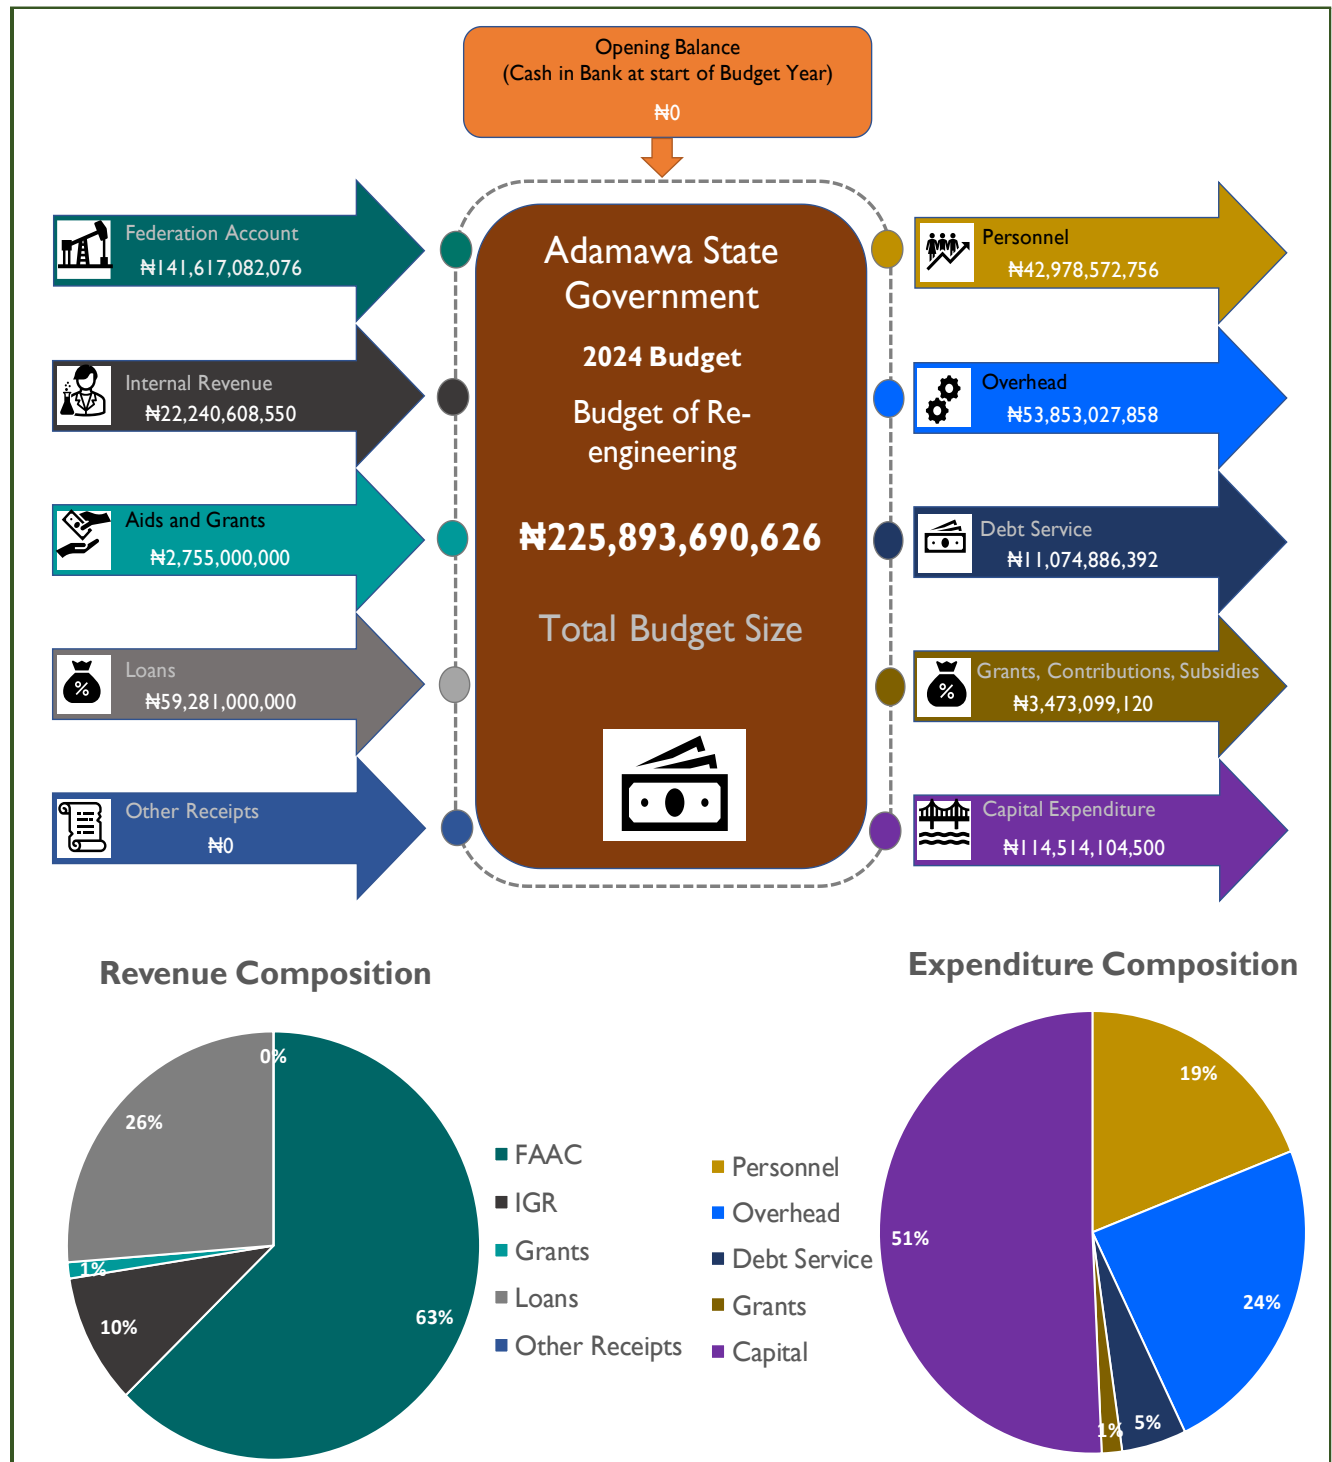 Opening Balance
(Cash in Bank at start of Budget Year)
₦0
Federation Account
₦141,617,082,076
Internal Revenue
₦22,240,608,550
Aids and Grants
₦2,755,000,000
Loans
₦59,281,000,000
Other Receipts
₦0
Adamawa State
Government
2024 Budget
Budget of Re-
engineering
₦225,893,690,626
Total Budget Size
Personnel
₦42,978,572,756
Overhead
₦53,853,027,858
Debt Service
₦11,074,886,392
Grants, Contributions, Subsidies
₦3,473,099,120
Capital Expenditure
₦114,514,104,500
%
%
Revenue Composition
0%
26%
1%
10%
63%
FAAC
IGR
Grants
Loans
Other Receipts
Expenditure Composition
Personnel
Overhead
Debt Service
Grants
Capital
19%
51%
24%
5%
1%